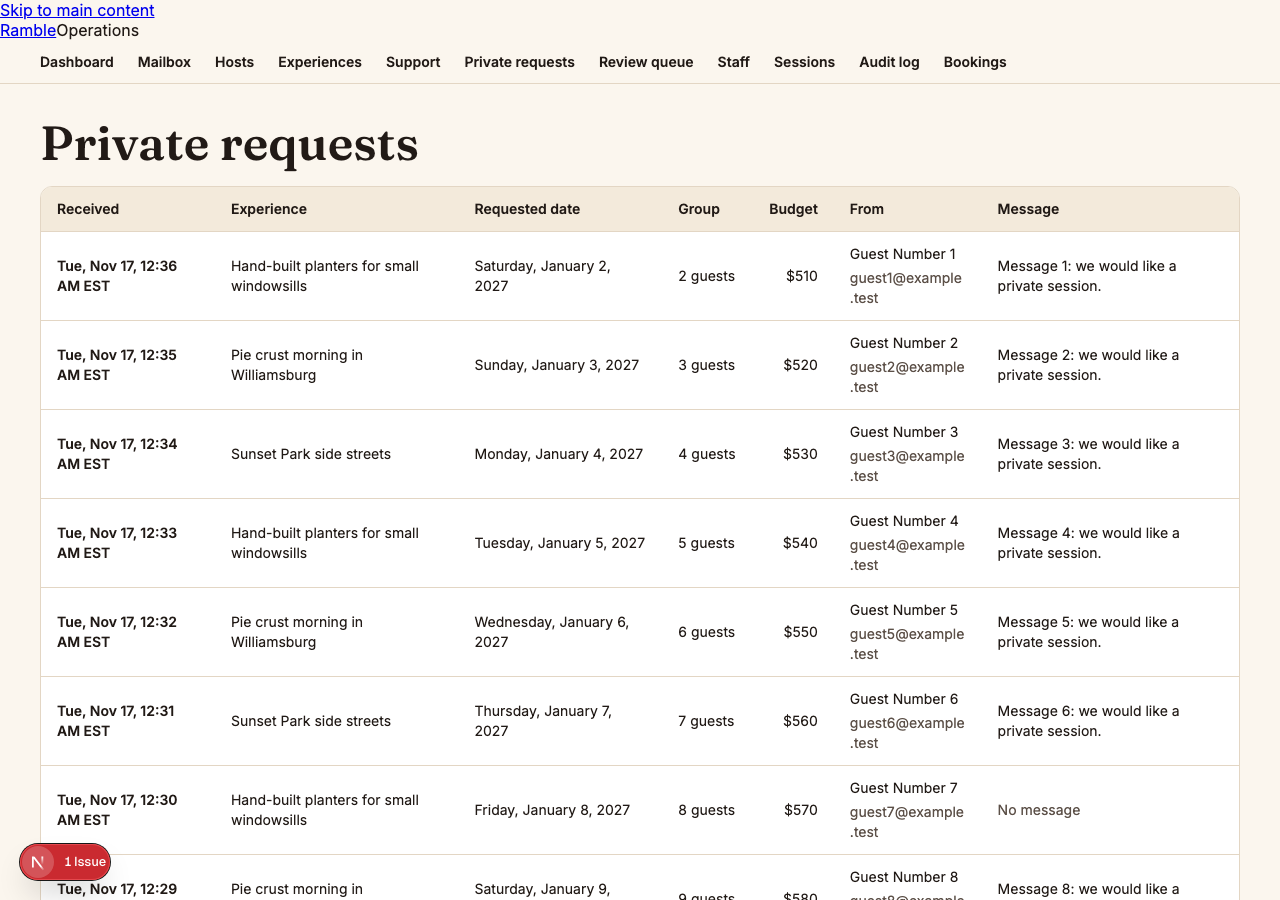 Skip to main content
RambleOperations
Dashboard Mailbox Hosts Experiences Support Private requests Review queue Staff Sessions Audit log Bookings
Private requests
Received Experience Requested date Group Budget From Message
Tue, Nov 17, 12:36 AM EST
Hand-built planters for small windowsills
Saturday, January 2, 2027
2 guests
$510
Guest Number 1
guest1@example.test
Message 1: we would like a private session.
Tue, Nov 17, 12:35 AM EST
Pie crust morning in Williamsburg
Sunday, January 3, 2027
3 guests
$520
Guest Number 2
guest2@example.test
Message 2: we would like a private session.
Tue, Nov 17, 12:34 AM EST
Sunset Park side streets
Monday, January 4, 2027
4 guests
$530
Guest Number 3
guest3@example.test
Message 3: we would like a private session.
Tue, Nov 17, 12:33 AM EST
Hand-built planters for small windowsills
Tuesday, January 5, 2027
5 guests
$540
Guest Number 4
guest4@example.test
Message 4: we would like a private session.
Tue, Nov 17, 12:32 AM EST
Pie crust morning in Williamsburg
Wednesday, January 6, 2027
6 guests
$550
Guest Number 5
guest5@example.test
Message 5: we would like a private session.
Tue, Nov 17, 12:31 AM EST
Sunset Park side streets
Thursday, January 7, 2027
7 guests
$560
Guest Number 6
guest6@example.test
Message 6: we would like a private session.
Tue, Nov 17, 12:30 AM EST
Hand-built planters for small windowsills
Friday, January 8, 2027
8 guests
$570
Guest Number 7
guest7@example.test
No message
Tue, Nov 17, 12:29
Pie crust morning in
Saturday, January 9,
9 guests
$580
Guest Number 8
guest8@example
Message 8: we would like a
1 Issue